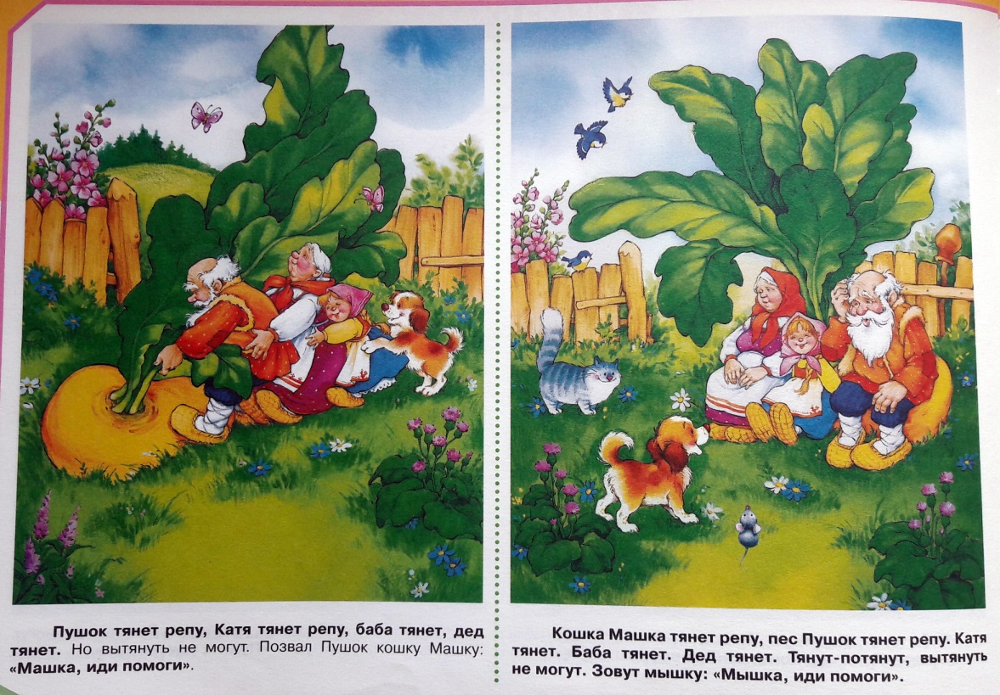 Пушок тянет репу, Катя тянет репу, баба тянет, дед
тянет. Но вытянуть не могут. Позвал Пушок кошку Машку:
«Машка, иди помоги».
Кошка Машка тянет репу, пес Пушок тянет репу. Катя
тянет. Баба тянет. Дед тянет. Тянут-потянут, вытянуть
не могут. Зовут мышку: «Мышка, иди помоги».